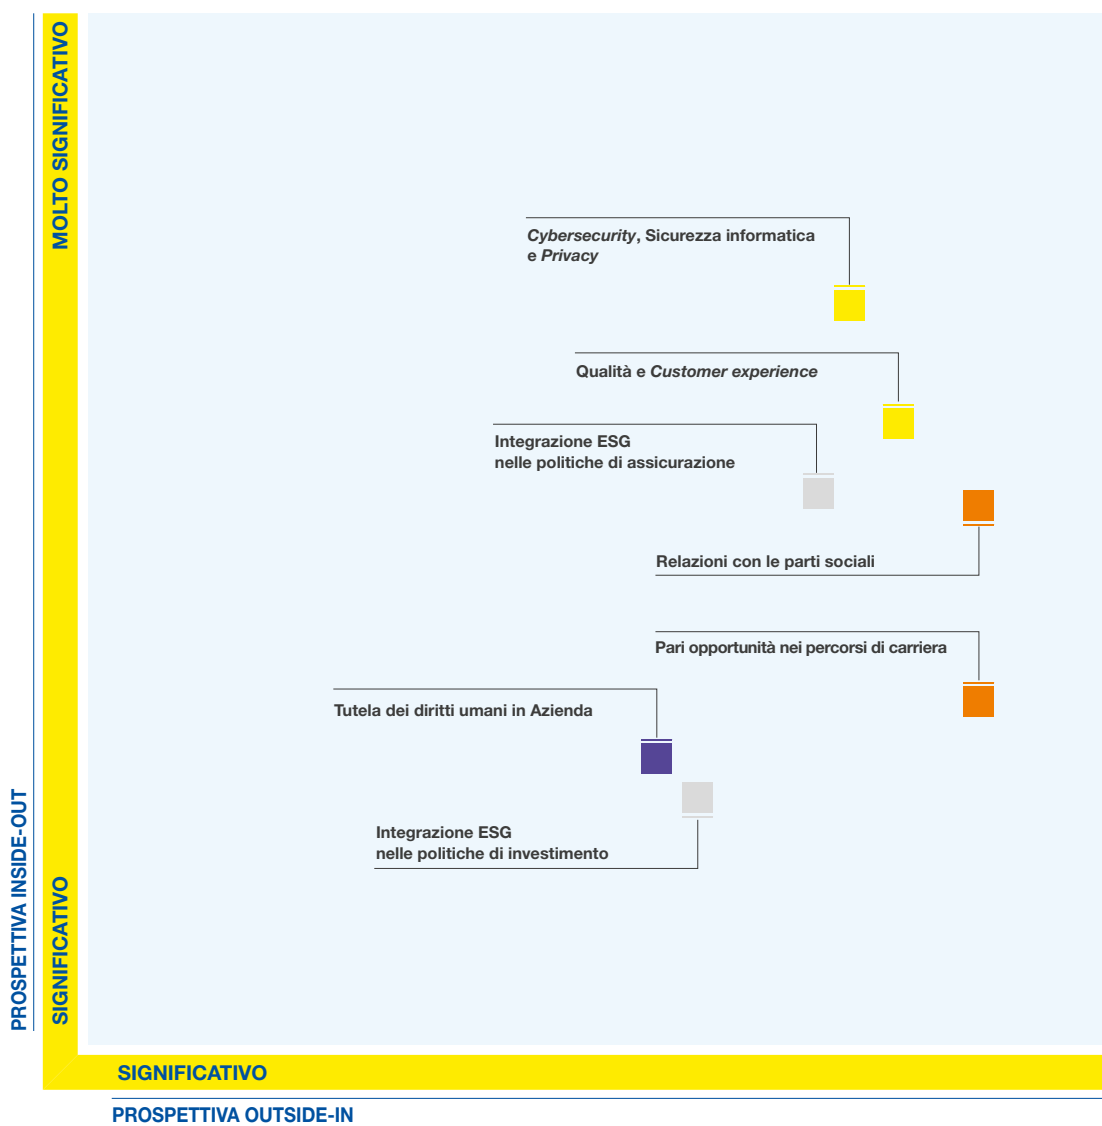 MOLTO SIGNIFICATIVO
Cybersecurity, Sicurezza informatica
e Privacy
Qualità e Customer experience
Integrazione ESG
nelle politiche di assicurazione
Relazioni con le parti sociali
Pari opportunità nei percorsi di carriera
Tutela dei diritti umani in Azienda
Integrazione ESG
nelle politiche di investimento
PROSPETTIVA INSIDE-OUT
SIGNIFICATIVO
SIGNIFICATIVO
PROSPETTIVA OUTSIDE-IN